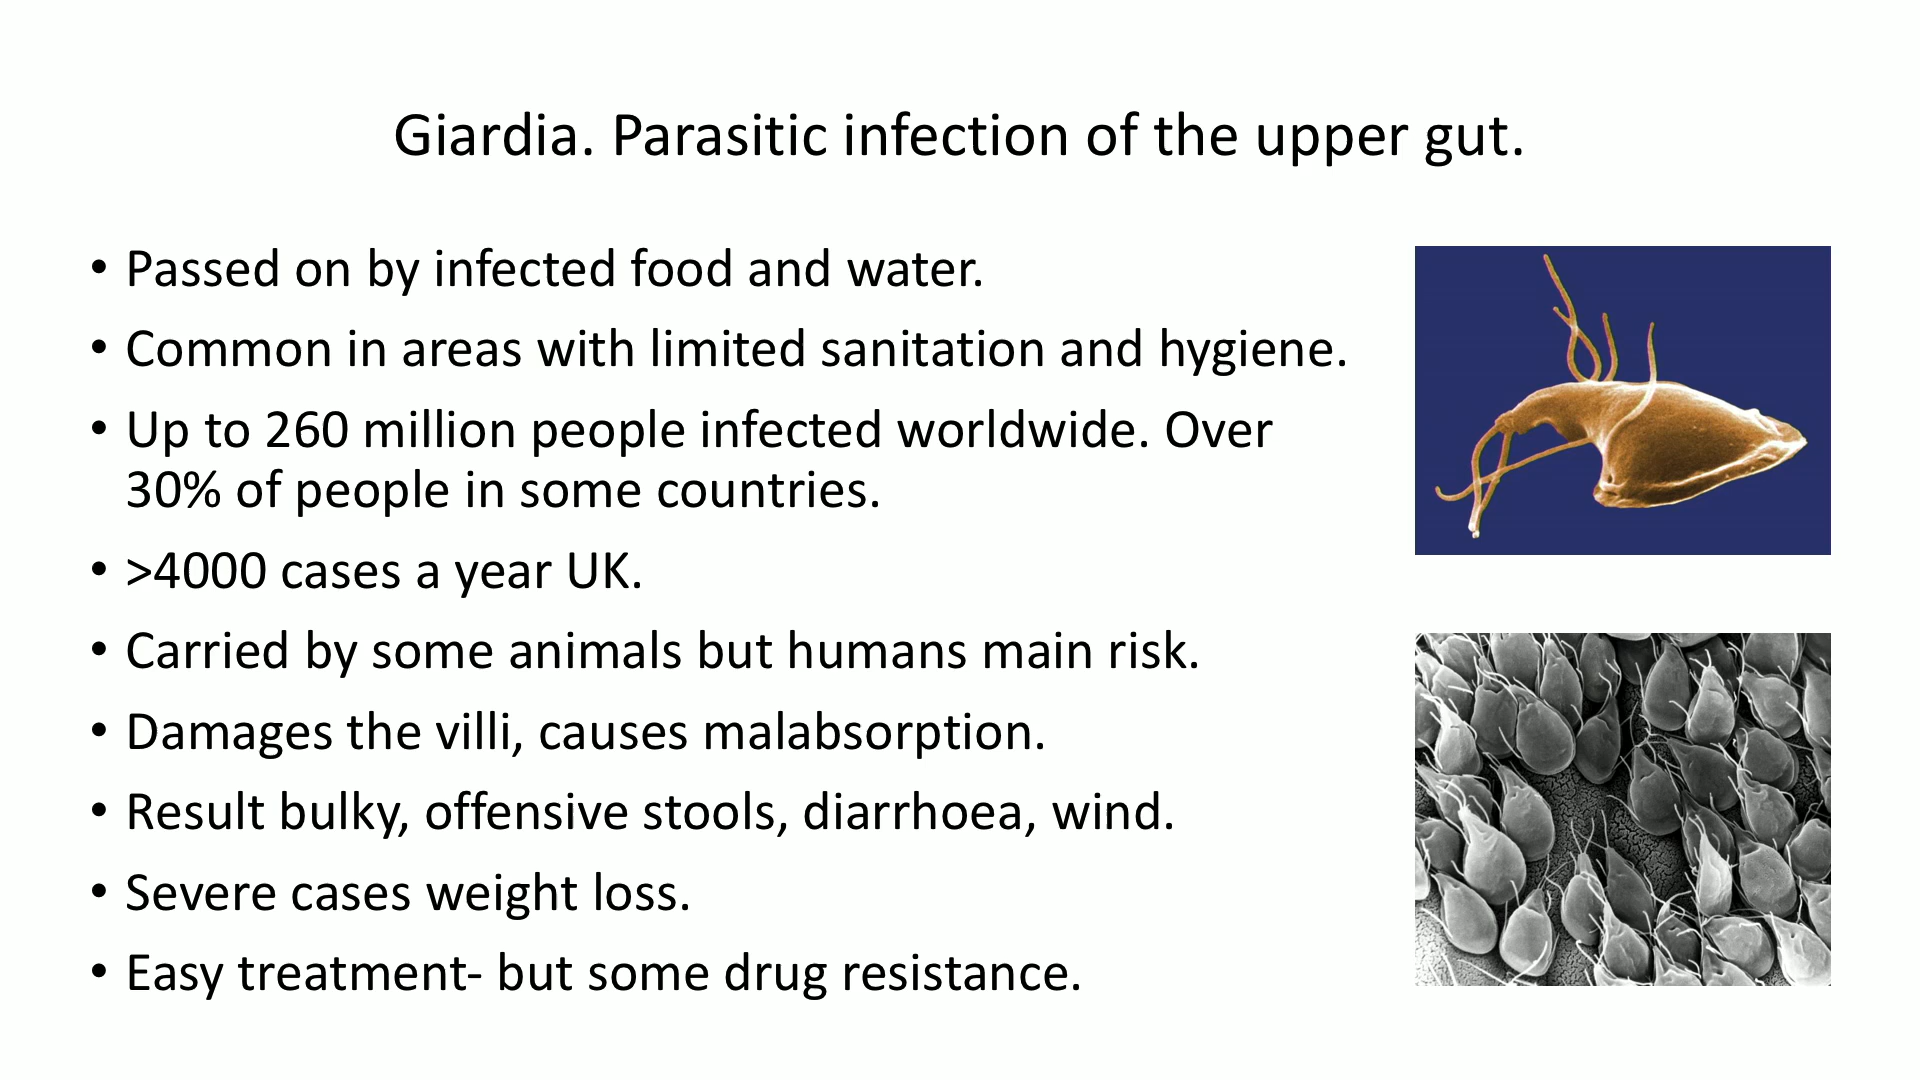 Giardia. Parasitic infection of the upper gut.
• Passed on by infected food and water.
• Common in areas with limited sanitation and hygiene.
• Up to 260 million people infected worldwide. Over
30% of people in some countries.
• >4000 cases a year UK.
• Carried by some animals but humans main risk.
• Damages the villi, causes malabsorption.
• Result bulky, offensive stools, diarrhoea, wind.
• Severe cases weight loss.
• Easy treatment- but some drug resistance.